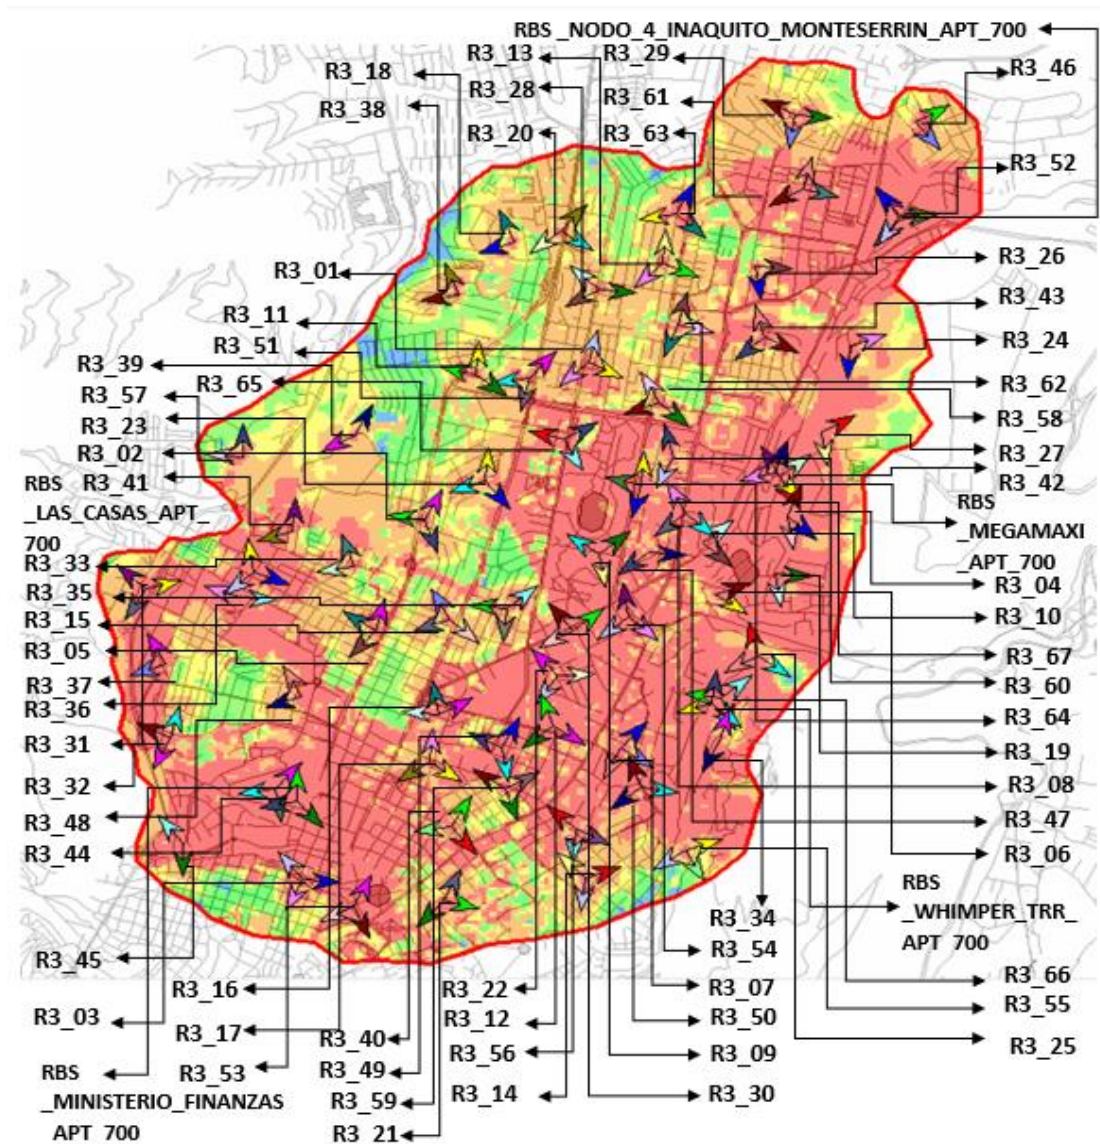 RBS _NODO_4_INAQUITO_MONTESERRIN_APT_700
R3_13
R3_29
R3_18
R3_46
R3_28
R3_61
R3_38
R3_20
R3_63
R3_52
R3_01
R3_26
R3_43
R3_11
R3_51
R3_24
R3_39
R3_65
R3_62
R3_57
R3_58
R3_23
R3_27
R3_02
R3_42
RBS R3_41
_LAS_CASAS_APT_
700
RBS
_MEGAMAXI
_APT_700
R3_33
R3_04
R3_35
R3_10
R3_15
R3_05
R3_67
R3_37
R3_60
R3_36
R3_64
R3_31
R3_19
R3_32
R3_08
R3_48
R3_47
R3_44
R3_06
RBS
_WHIMPER_TRR_
APT_700
R3_34
R3_54
R3_45
R3_66
R3_16
R3_22
R3_07
R3_55
R3_03
R3_17
R3_12
R3_50
R3_40
R3_25
R3_56
R3_09
RBS
_MINISTERIO_FINANZAS
APT_700
R3_53
R3_49
R3_14
R3_30
R3_59
R3_21